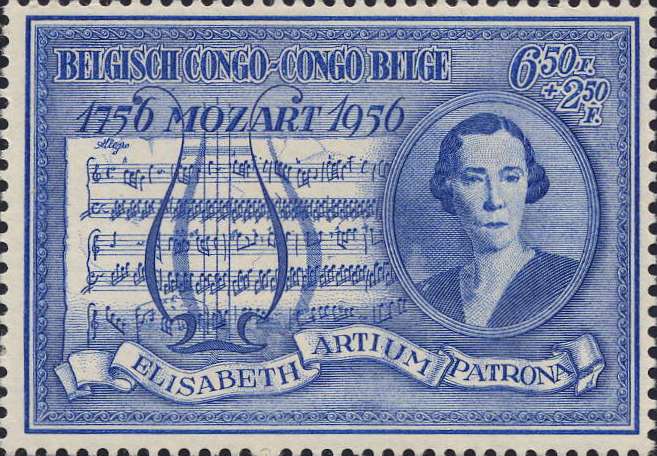 BELGISCH CONGO-CONGO BELGE
6.50 F.
+2.50 F.
1756 MOZART 1956
Allegro
ELISABETH ARTIUM PATRONA